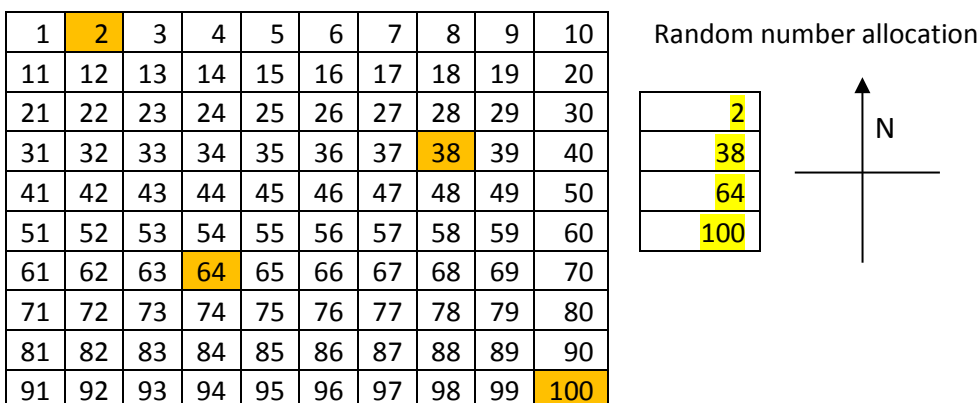 Random number allocation
1 2 3 4 5 6 7 8 9 10
11 12 13 14 15 16 17 18 19 20
21 22 23 24 25 26 27 28 29 30
31 32 33 34 35 36 37 38 39 40
41 42 43 44 45 46 47 48 49 50
51 52 53 54 55 56 57 58 59 60
61 62 63 64 65 66 67 68 69 70
71 72 73 74 75 76 77 78 79 80
81 82 83 84 85 86 87 88 89 90
91 92 93 94 95 96 97 98 99 100
2
38
64
100
N